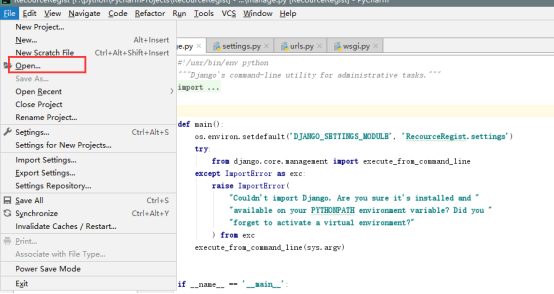 RecourceRegist [F:\python\PycharmProjects\RecourceRegist] - ...\manage.py - PyCharm
File Edit View Navigate Code Refactor Run Tools VCS Window Help
New Project...
New... Alt+Insert
New Scratch File Ctrl+Alt+Shift+Insert
Open...
Save As...
Open Recent
Close Project
Rename Project...
Settings... Ctrl+Alt+S
Settings for New Projects...
Import Settings...
Export Settings...
Settings Repository...
Save All Ctrl+S
Synchronize Ctrl+Alt+Y
Invalidate Caches / Restart...
Print...
Associate with File Type...
Power Save Mode
Exit
ge.py settings.py urls.py wsgi.py
#!/usr/bin/env python
"""Django's command-line utility for administrative tasks."""
import ...
def main():
os.environ.setdefault('DJANGO_SETTINGS_MODULE', 'RecourceRegist.settings')
try:
from django.core.management import execute_from_command_line
except ImportError as exc:
raise ImportError(
"Couldn't import Django. Are you sure it's installed and "
"available on your PYTHONPATH environment variable? Did you "
"forget to activate a virtual environment?"
) from exc
execute_from_command_line(sys.argv)
if __name__ == '__main__':